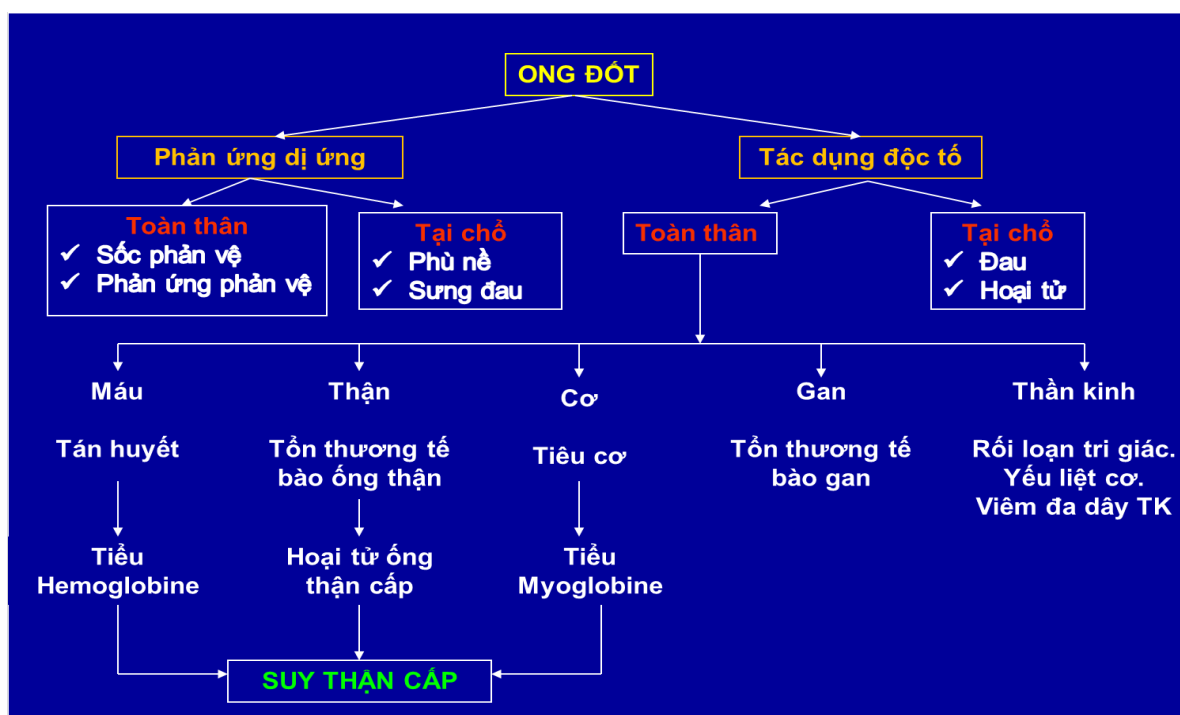 ONG ĐỐT
Phản ứng dị ứng
Tác dụng độc tố
Toàn thân
✓ Sốc phản vệ
✓ Phản ứng phản vệ
Tại chổ
✓ Phù nề
✓ Sưng đau
Toàn thân
Tại chổ
✓ Đau
✓ Hoại tử
Máu
Thận
Cơ
Gan
Thần kinh
Tán huyết
Tổn thương tế
bào ống thận
Tiêu cơ
Tổn thương tế
bào gan
Rối loạn tri giác.
Yếu liệt cơ.
Viêm đa dây TK
Tiểu
Hemoglobine
Hoại tử ống
thận cấp
Tiểu
Myoglobine
SUY THẬN CẤP